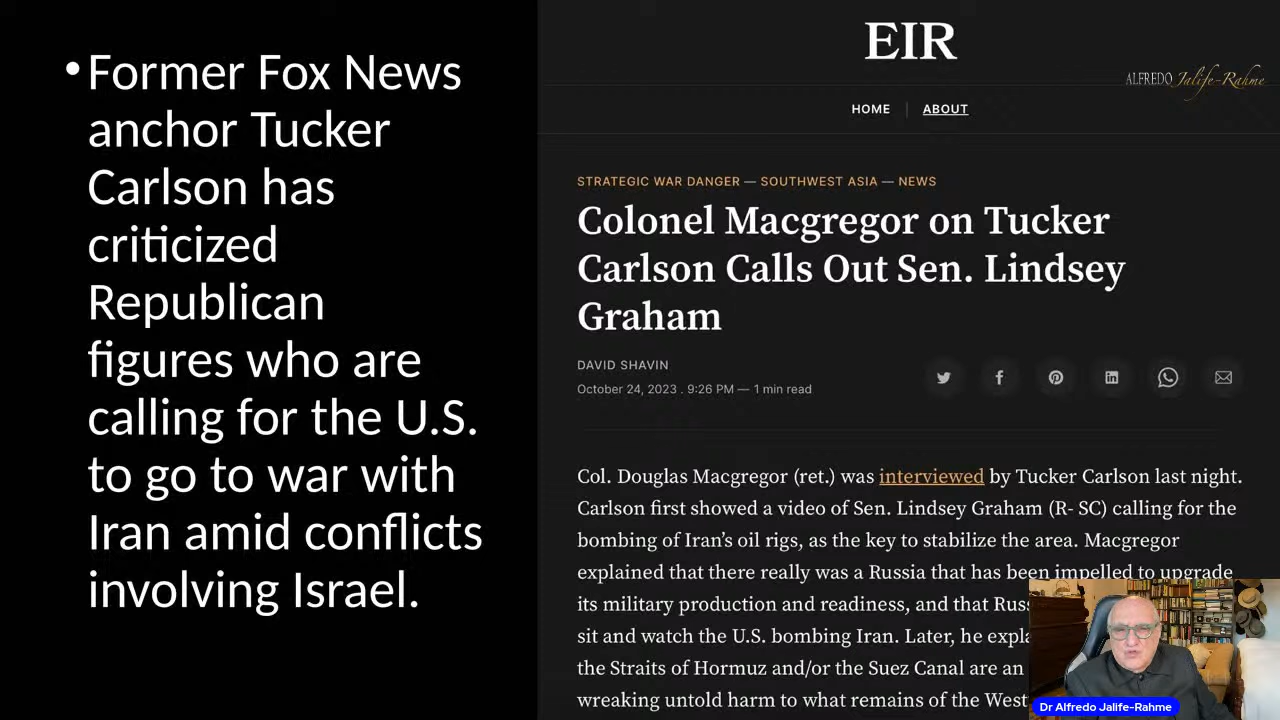 •Former Fox News
anchor Tucker
Carlson has
criticized
Republican
figures who are
calling for the U.S.
to go to war with
Iran amid conflicts
involving Israel.
EIR
ALFREDO Jalife-Rahme
HOME | ABOUT
STRATEGIC WAR DANGER — SOUTHWEST ASIA — NEWS
Colonel Macgregor on Tucker
Carlson Calls Out Sen. Lindsey
Graham
DAVID SHAVIN
October 24, 2023 . 9:26 PM — 1 min read
Col. Douglas Macgregor (ret.) was interviewed by Tucker Carlson last night.
Carlson first showed a video of Sen. Lindsey Graham (R- SC) calling for the
bombing of Iran’s oil rigs, as the key to stabilize the area. Macgregor
explained that there really was a Russia that has been impelled to upgrade
its military production and readiness, and that
sit and watch the U.S. bombing Iran. Later, he
the Straits of Hormuz and/or the Suez Canal are an
wreaking untold harm to what remains of the West
Dr Alfredo Jalife-Rahme